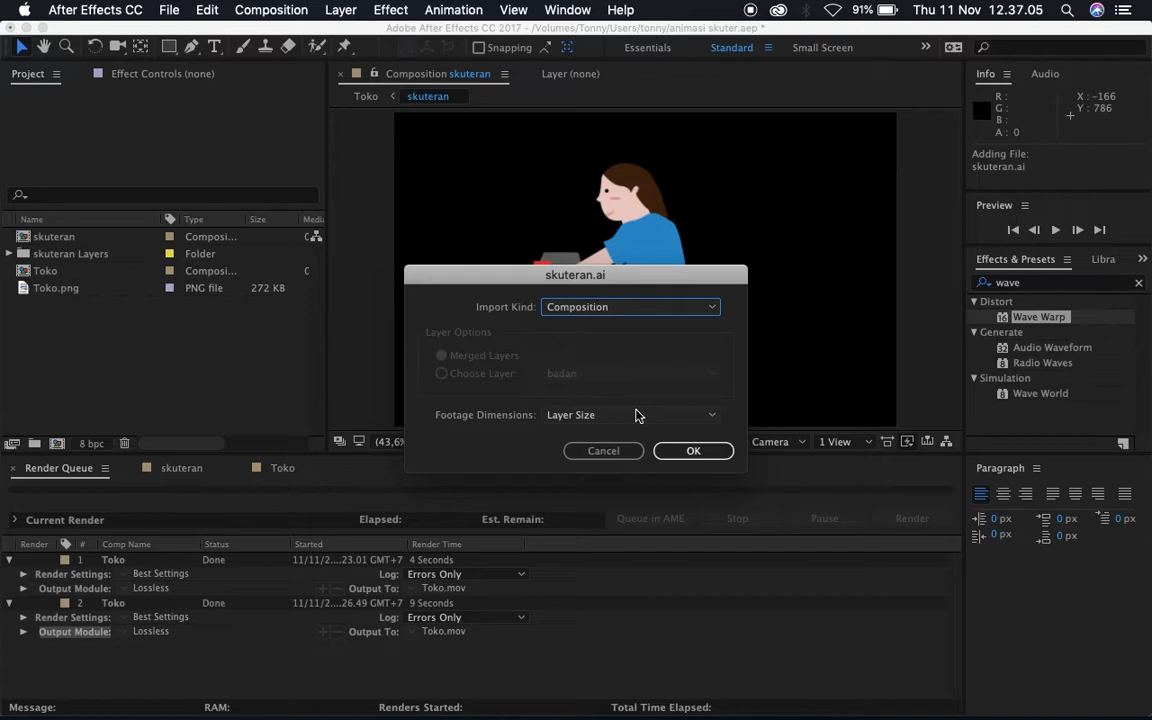 After Effects CC File Edit Composition Layer Effect Animation View Window Help 91% Thu 11 Nov 12.37.05
Adobe After Effects CC 2017 - /Volumes/Tonny/Users/tonny/animasi skuter.aep *
Snapping Essentials Standard Small Screen
Project Effect Controls (none) Composition skuteran Layer (none) Info Audio
Toko skuteran
R : X : -166
G : Y : 786
B :
A : 0
Adding File:
skuteran.ai
Preview
Name Type Size Media
skuteran Composi...
skuteran Layers Folder
Toko Composi...
Toko.png PNG file 272 KB
Effects & Presets Libra
wave
Distort
Wave Warp
Generate
Audio Waveform
Radio Waves
Simulation
Wave World
skuteran.ai
Import Kind: Composition
Layer Options
Merged Layers
Choose Layer: badan
Footage Dimensions: Layer Size
Cancel OK
8 bpc (43,6% Camera 1 View
Render Queue skuteran Toko Paragraph
Current Render Elapsed: Est. Remain: Queue in AME Stop Pause Render
Render # Comp Name Status Started Render Time
1 Toko Done 11/11/2....23.01 GMT+7 4 Seconds
Render Settings: Best Settings Log: Errors Only
Output Module: Lossless Output To: Toko.mov
2 Toko Done 11/11/2....26.49 GMT+7 9 Seconds
Render Settings: Best Settings Log: Errors Only
Output Module: Lossless Output To: Toko.mov
0 px 0 px 0 px
0 px 0 px
Message: RAM: Renders Started: Total Time Elapsed: